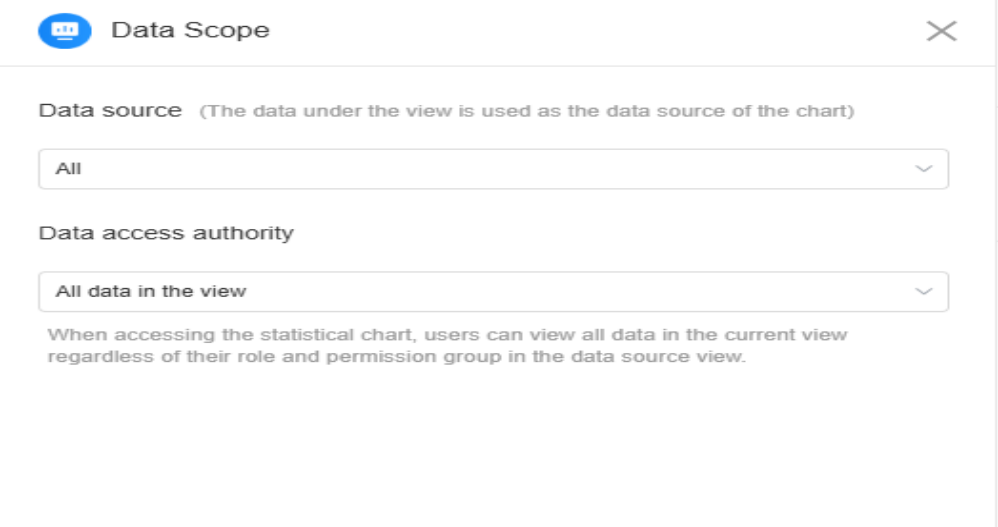 Data Scope
Data source (The data under the view is used as the data source of the chart)
All
Data access authority
All data in the view
When accessing the statistical chart, users can view all data in the current view
regardless of their role and permission group in the data source view.